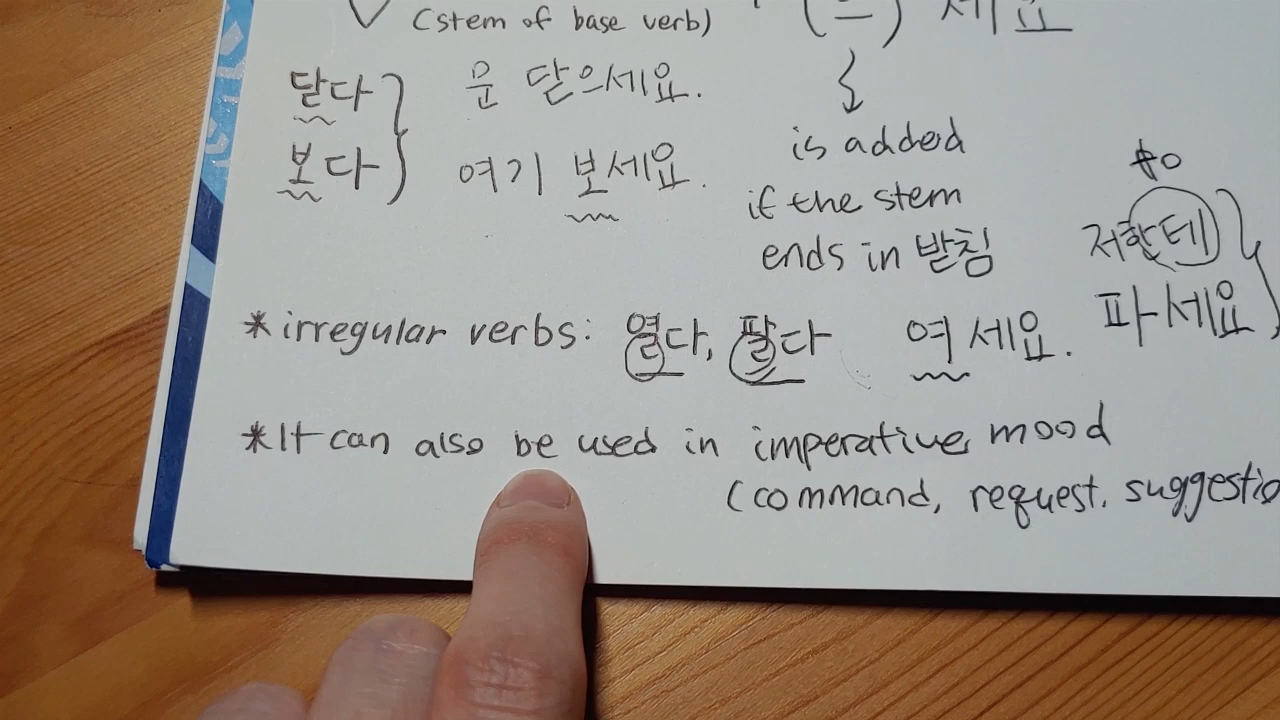 V (stem of base verb) (으) 세요
닫다 문 닫으세요.
보다 여기 보세요.
is added
if the stem
ends in 받침
to
저한테
파세요
*irregular verbs: 열다, 팔다 여세요.
*It can also be used in imperative mood
(command, request, suggestio